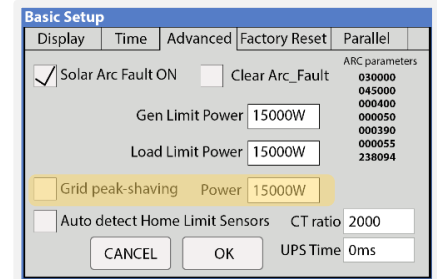 Basic Setup
Display Time Advanced Factory Reset Parallel
Solar Arc Fault ON Clear Arc_Fault
ARC parameters
030000
045000
000400
000050
000390
000055
238094
Gen Limit Power 15000W
Load Limit Power 15000W
Grid peak-shaving Power 15000W
Auto detect Home Limit Sensors CT ratio 2000
CANCEL OK UPS Time 0ms